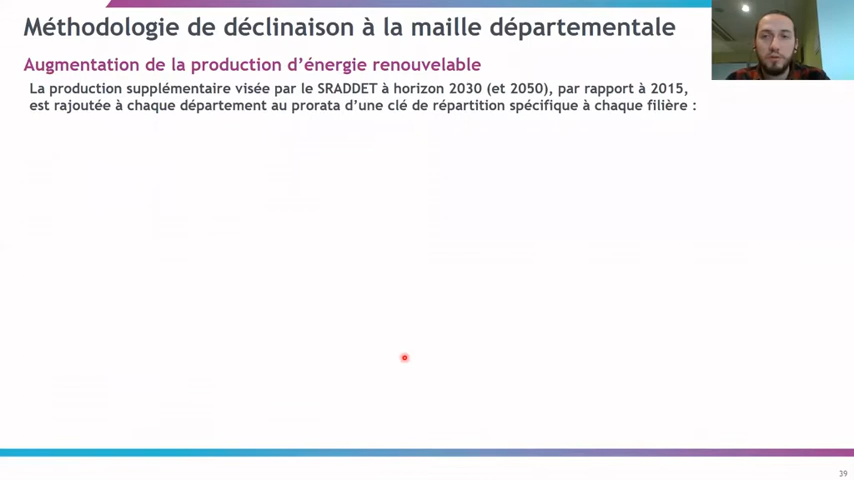 Méthodologie de déclinaison à la maille départementale
Augmentation de la production d’énergie renouvelable
La production supplémentaire visée par le SRADDET à horizon 2030 (et 2050), par rapport à 2015,
est rajoutée à chaque département au prorata d’une clé de répartition spécifique à chaque filière :
39